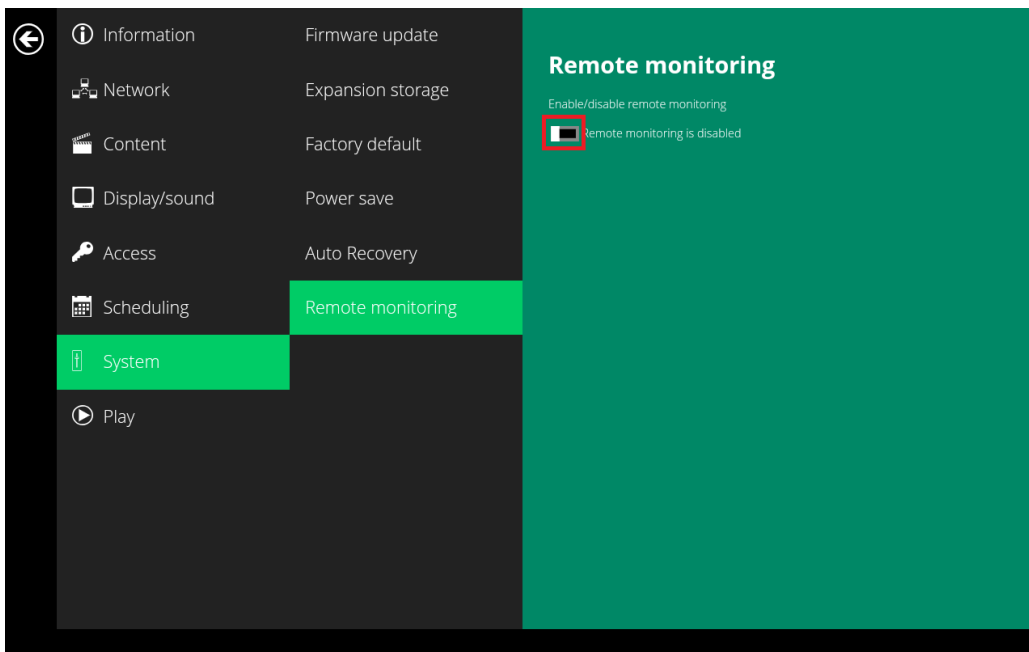 Information
Network
Content
Display/sound
Access
Scheduling
System
Play
Firmware update
Expansion storage
Factory default
Power save
Auto Recovery
Remote monitoring
Remote monitoring
Enable/disable remote monitoring
Remote monitoring is disabled